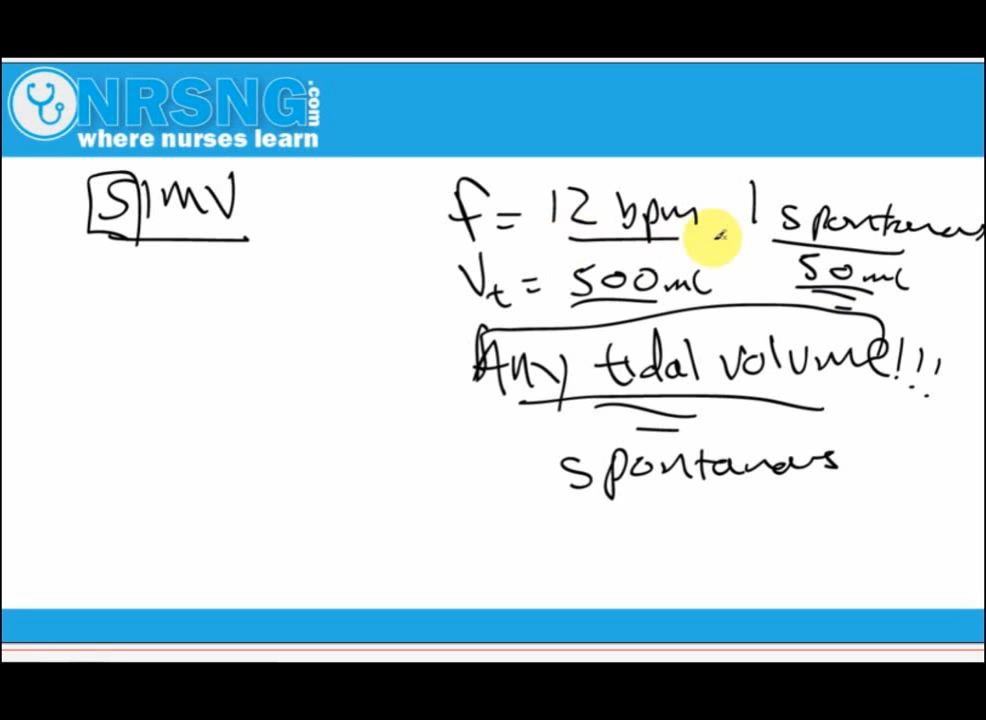 NRSNG.com
where nurses learn
SIMV
f = 12 bpm, 1 spontaneous
Vt = 500mL 50mL
Any tidal volume!!!
spontaneous